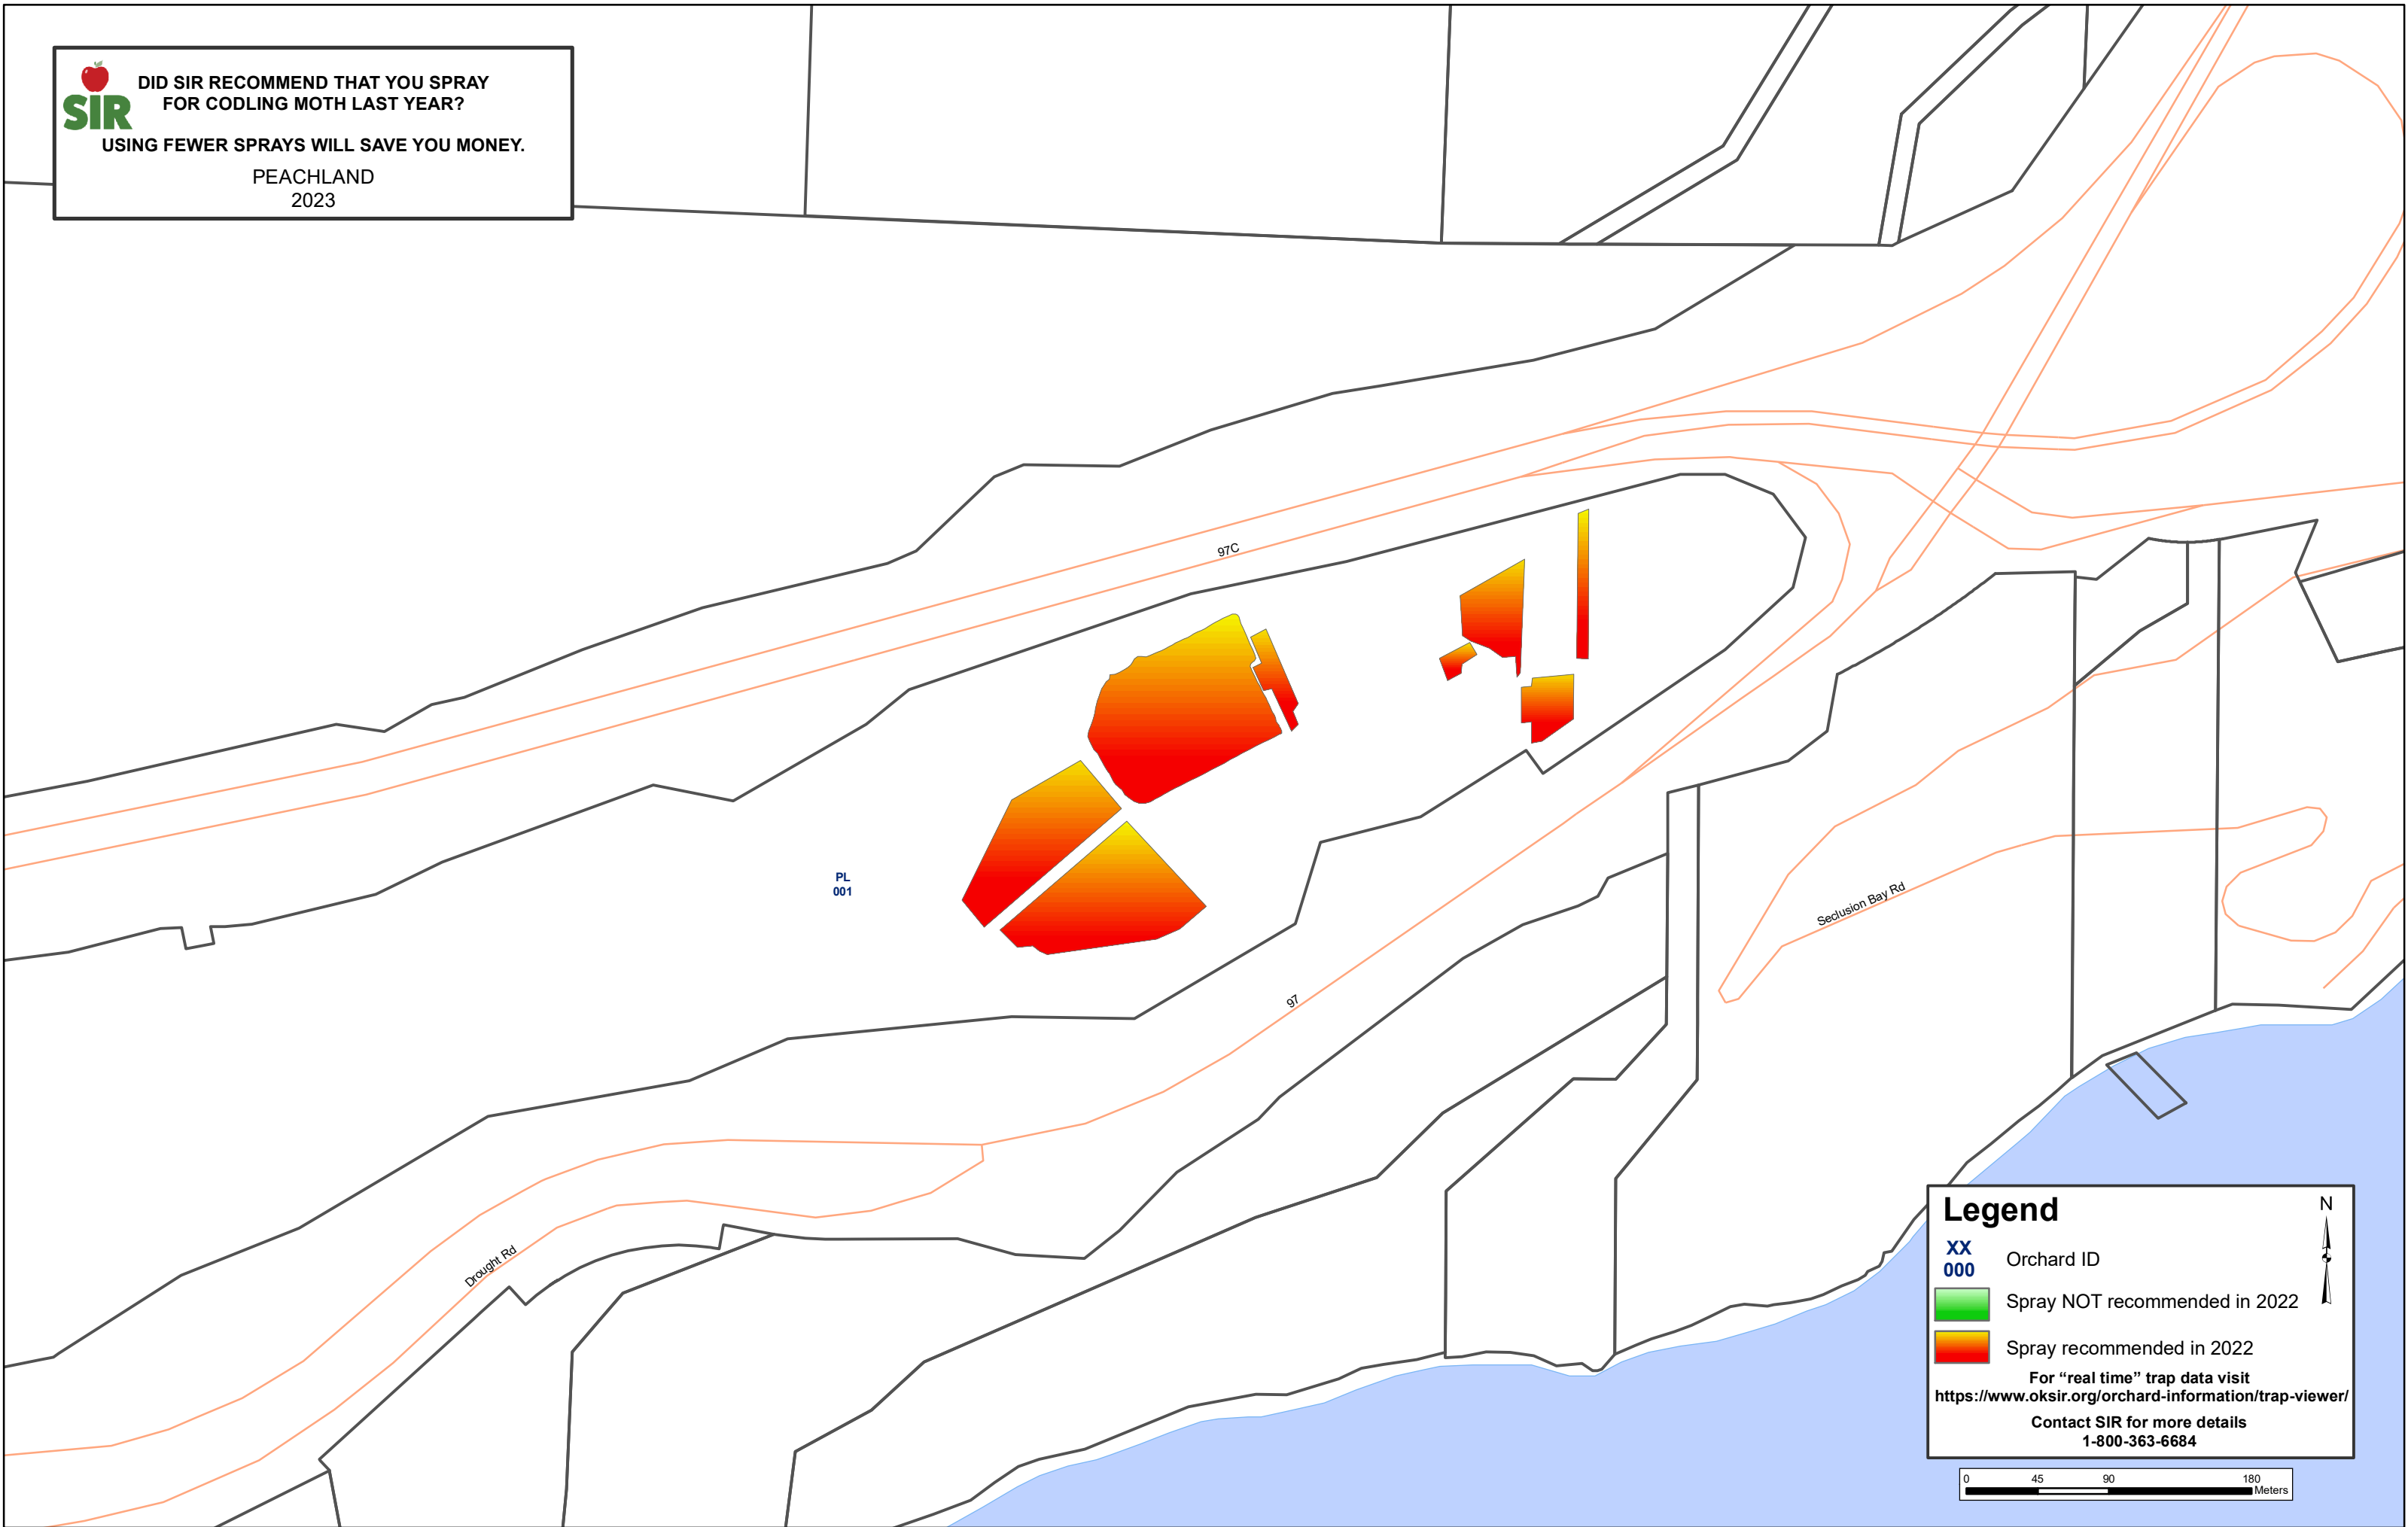 SIR
DID SIR RECOMMEND THAT YOU SPRAY
FOR CODLING MOTH LAST YEAR?
USING FEWER SPRAYS WILL SAVE YOU MONEY.
PEACHLAND
2023
97C
PL
001
Seclusion Bay Rd
97
Drought Rd
Legend
N
XX
000
Orchard ID
Spray NOT recommended in 2022
Spray recommended in 2022
For “real time” trap data visit
https://www.oksir.org/orchard-information/trap-viewer/
Contact SIR for more details
1-800-363-6684
0 45 90 180
Meters